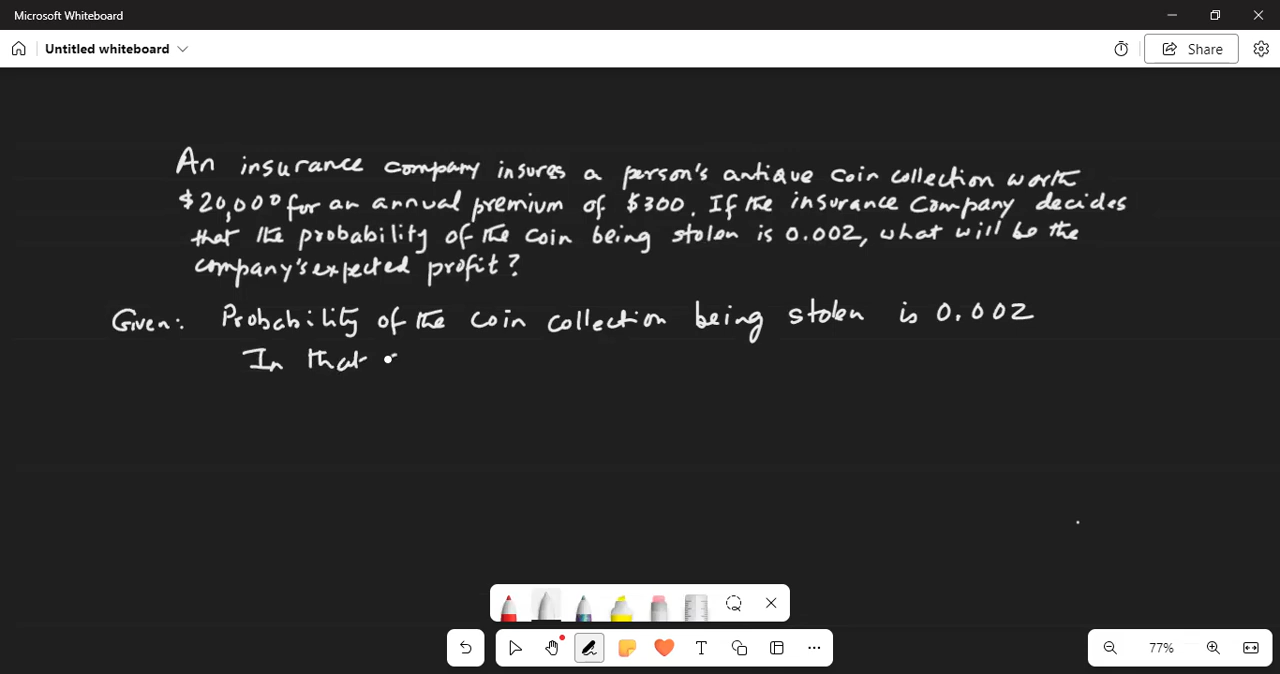 Microsoft Whiteboard
Untitled whiteboard
Share
An insurance company insures a person's antique coin collection worth
$20,000 for an annual premium of $300. If the insurance Company decides
that the probability of the coin being stolen is 0.002, what will be the
company's expected profit?
Given: Probability of the coin collection being stolen is 0.002
In that
77%